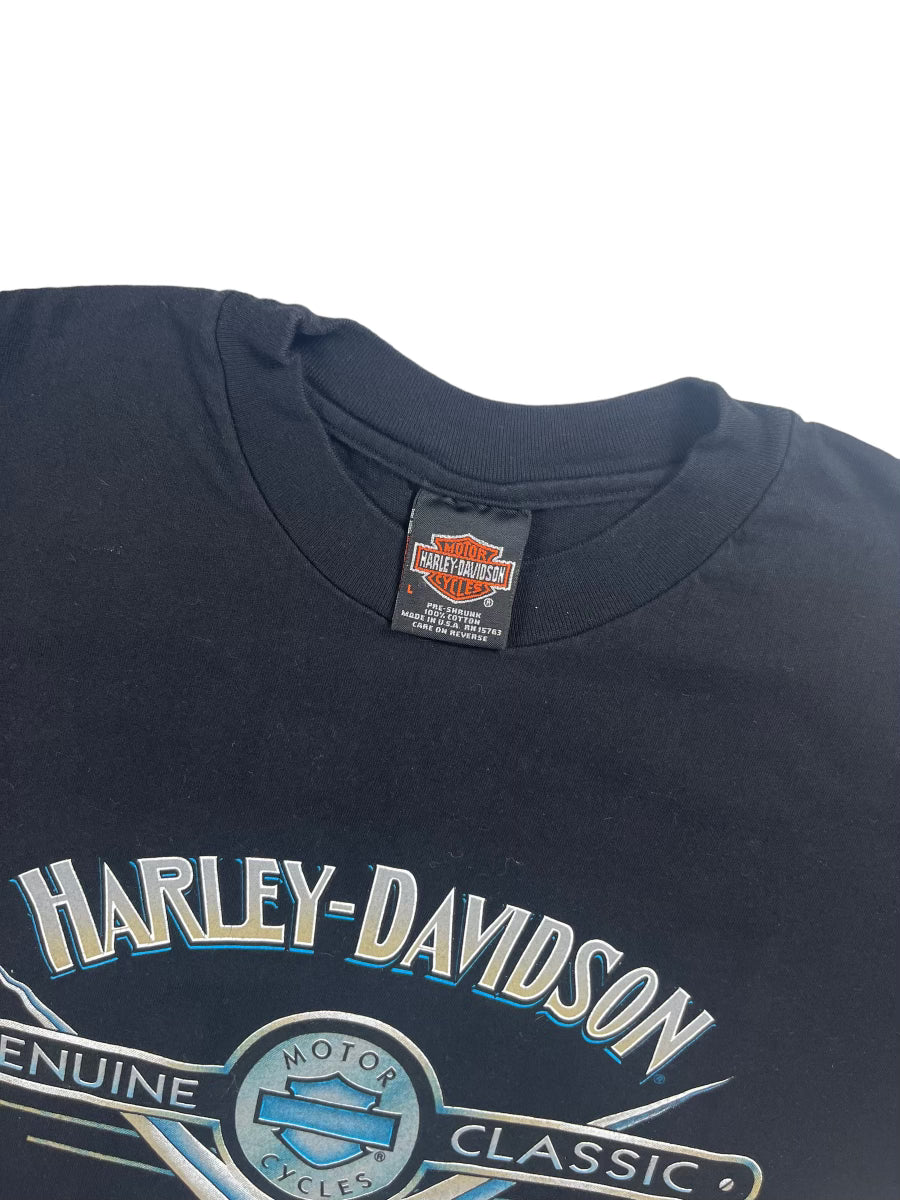 MOTOR
HARLEY-DAVIDSON
CYCLES
®
L
PRE-SHRUNK
100% COTTON
MADE IN U.S.A. RN 15763
CARE ON REVERSE
HARLEY-DAVIDSON
®
MOTOR
ENUINE
CLASSIC
®
CYCLES